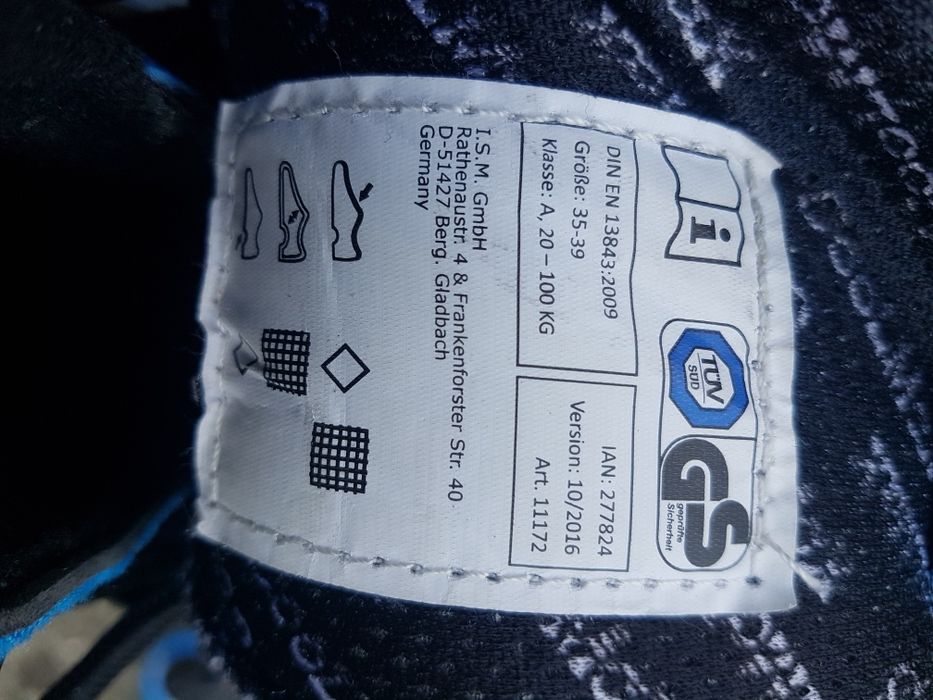 i
TÜV
SÜD
GS
geprüfte
Sicherheit
DIN EN 13843:2009
Größe: 35-39
Klasse: A, 20 – 100 KG
IAN: 277824
Version: 10/2016
Art. 11172
I.S.M. GmbH
Rathenaustr. 4 & Frankenforster Str. 40
D-51427 Berg. Gladbach
Germany